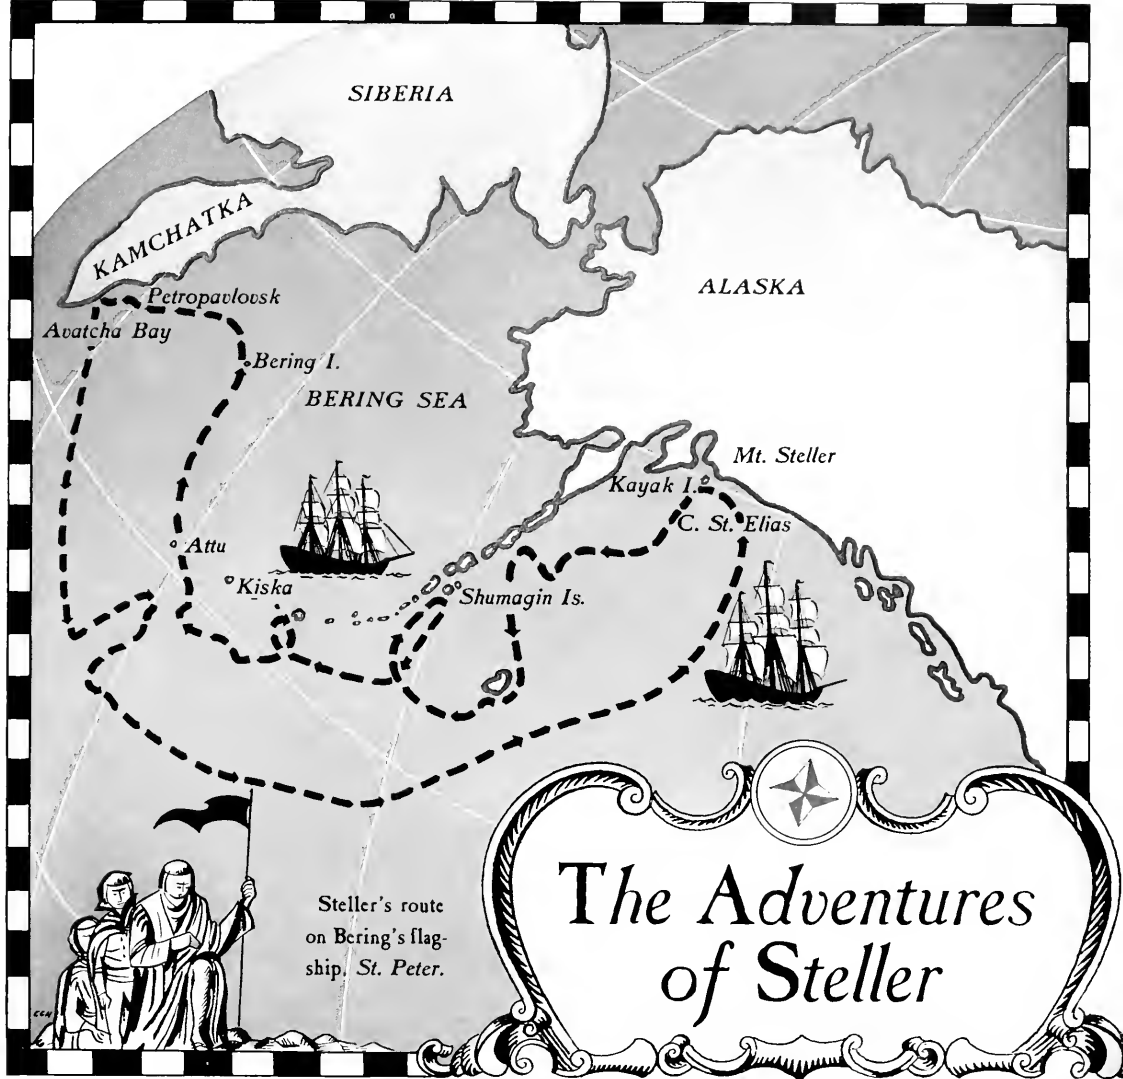 SIBERIA
KAMCHATKA
ALASKA
Petropavlovsk
Avatcha Bay
Bering I.
BERING SEA
Mt. Steller
Kayak I.
C. St. Elias
Attu
Kiska
Shumagin Is.
Steller's route
on Bering's flag-
ship, St. Peter.
The Adventures
of Steller